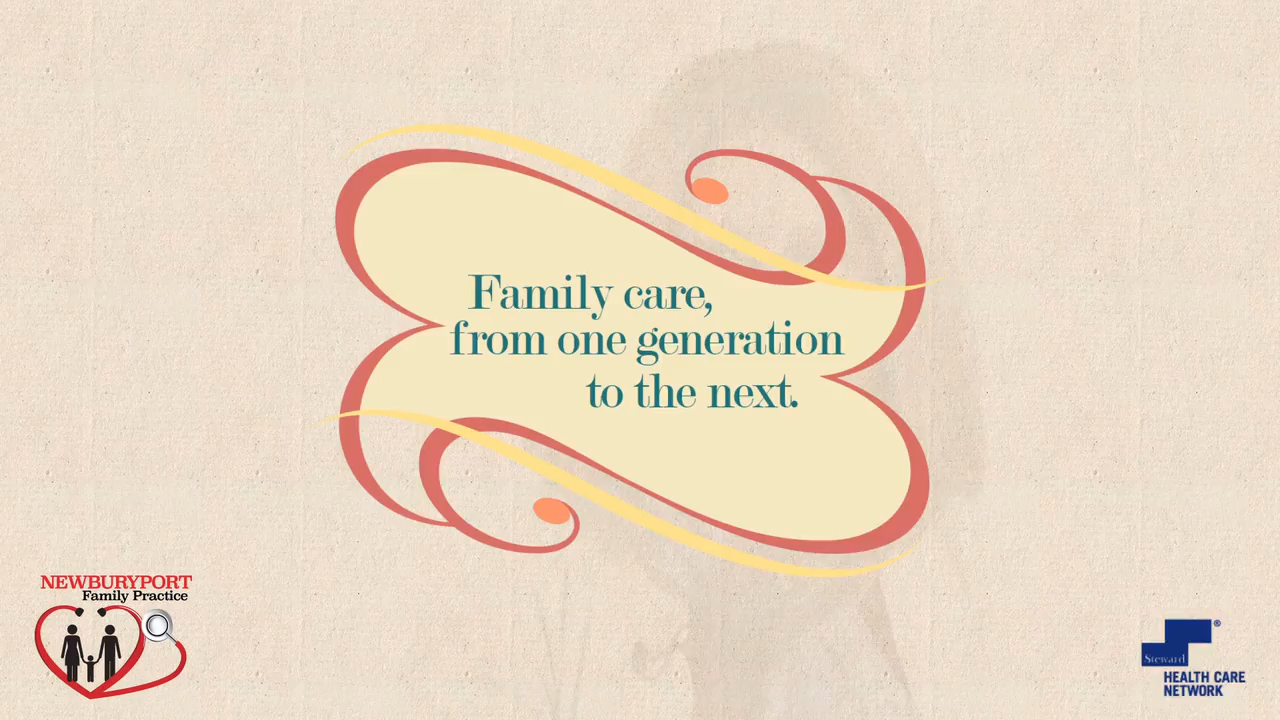 Family care,
from one generation
to the next.
NEWBURYPORT
Family Practice
Steward
®
HEALTH CARE
NETWORK